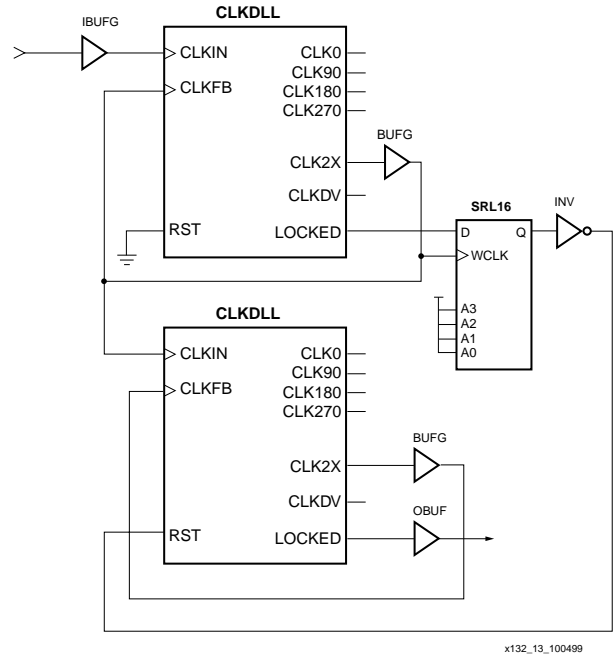 CLKDLL
IBUFG
CLKIN
CLKFB
RST
CLK0
CLK90
CLK180
CLK270
CLK2X
CLKDV
LOCKED
BUFG
SRL16
D
Q
WCLK
A3
A2
A1
A0
INV
CLKDLL
CLKIN
CLKFB
RST
CLK0
CLK90
CLK180
CLK270
CLK2X
CLKDV
LOCKED
BUFG
OBUF
x132_13_100499